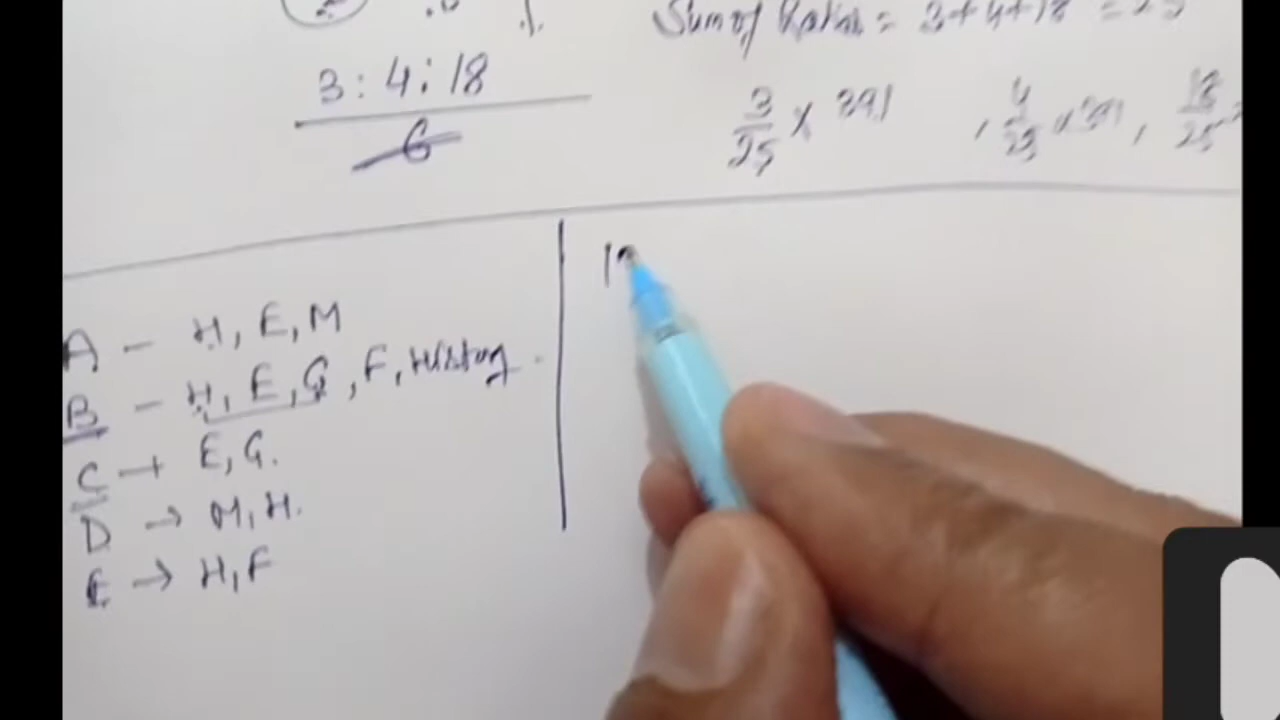 3 : 4 : 18
6
Sum of Ratios = 3+4+18 = 25
3/25 x 391 , 4/25 x 391 , 18/25 x
A - H, E, M
B - H, E, G, F, History.
C → E, G.
D → M, H.
E → H, F